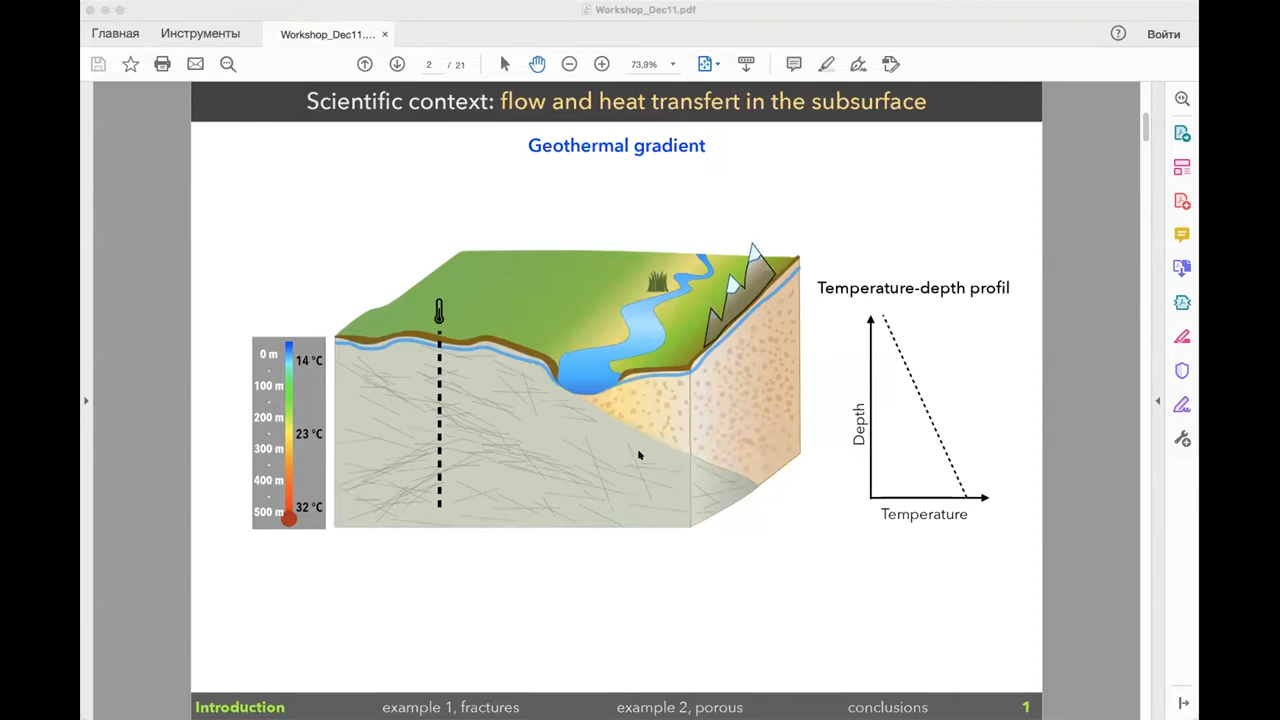 Workshop_Dec11.pdf
Главная Инструменты Workshop_Dec11.... × Войти
2 / 21 73,9%
Scientific context: flow and heat transfert in the subsurface
Geothermal gradient
Temperature-depth profil
0 m 14 °C
100 m
200 m 23 °C
300 m
400 m
500 m 32 °C
Depth
Temperature
Introduction example 1, fractures example 2, porous conclusions 1